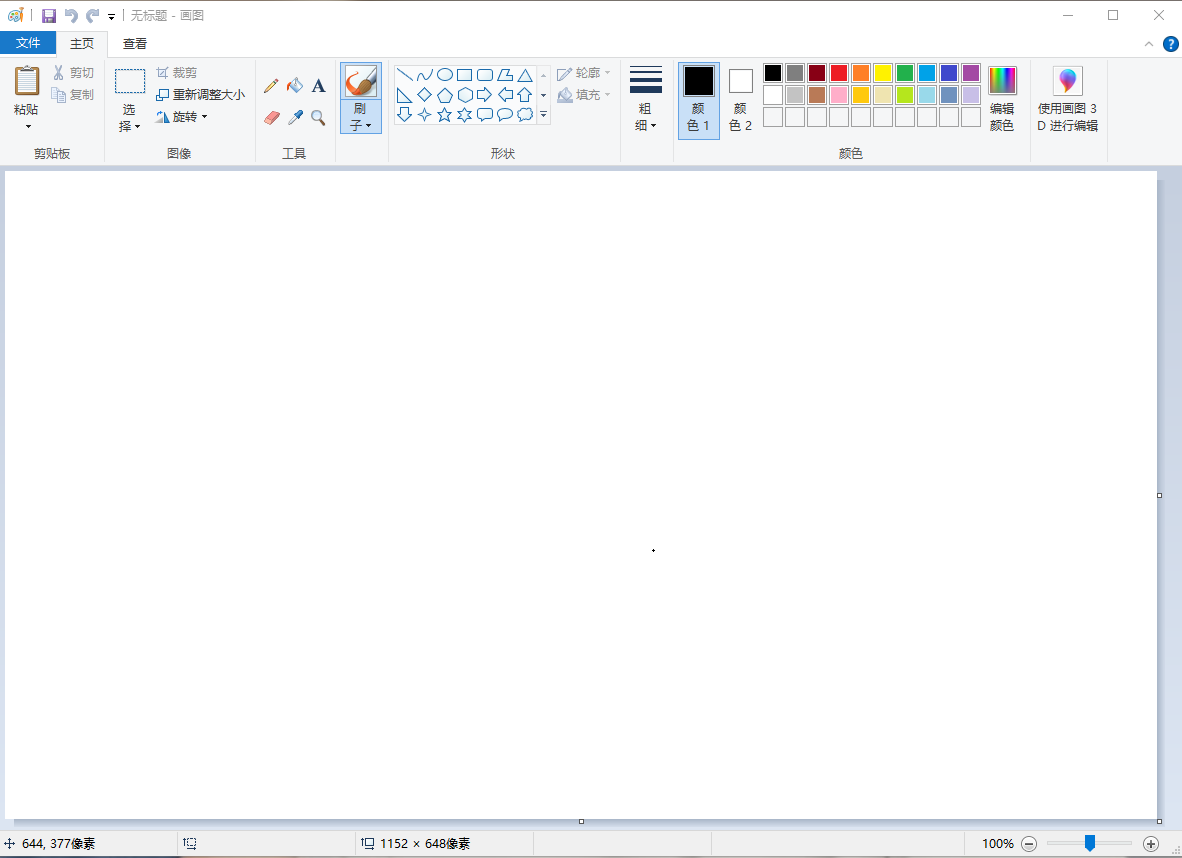 无标题 - 画图
文件
主页
查看
?
粘贴
剪切
复制
剪贴板
选
择
裁剪
重新调整大小
旋转
图像
A
工具
刷
子
形状
轮廓
填充
粗
细
颜
色 1
颜
色 2
颜色
编辑
颜色
使用画图 3
D 进行编辑
644, 377像素
1152 × 648像素
100%